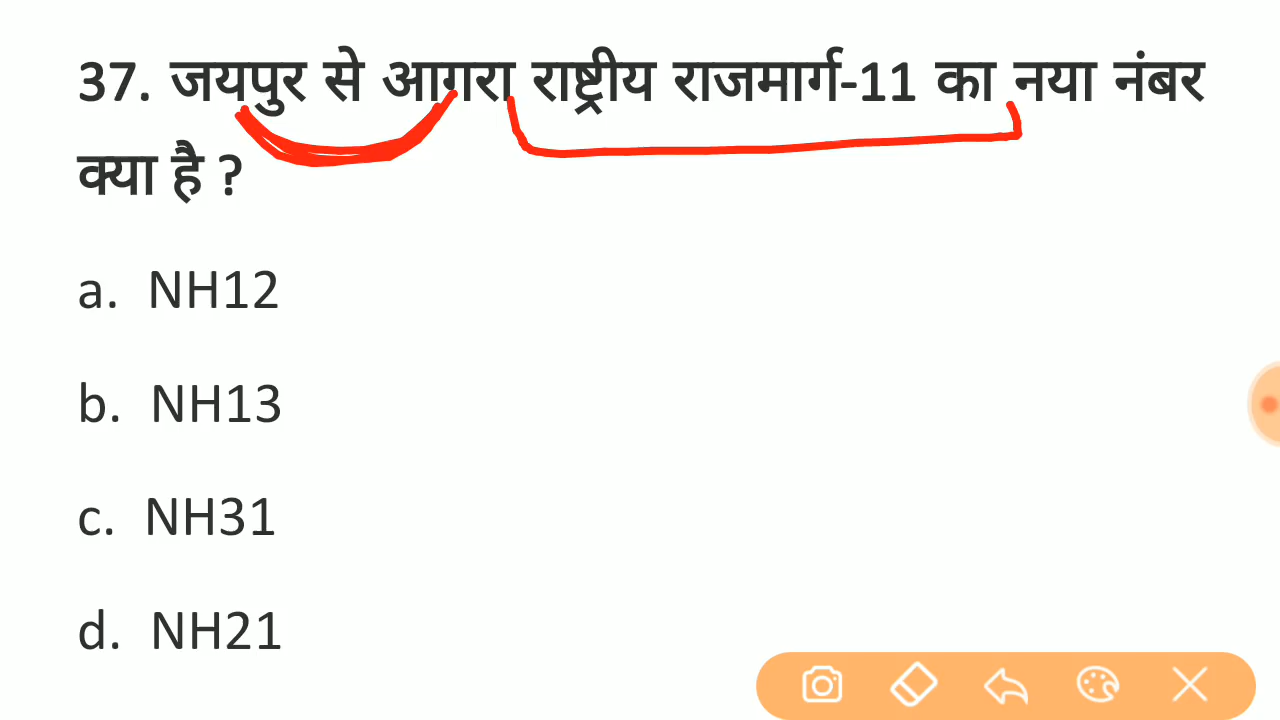 37. जयपुर से आगरा राष्ट्रीय राजमार्ग-11 का नया नंबर
क्या है ?
a. NH12
b. NH13
c. NH31
d. NH21